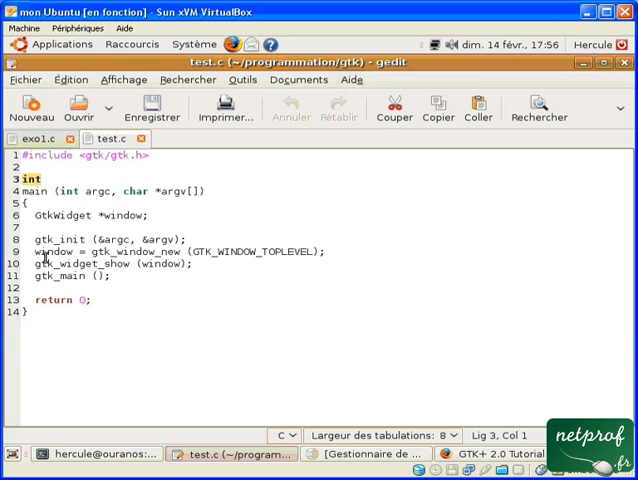 mon Ubuntu [en fonction] - Sun xVM VirtualBox
Machine Périphériques Aide
Applications Raccourcis Système dim. 14 févr., 17:56 Hercule
test.c (~/programmation/gtk) - gedit
Fichier Édition Affichage Rechercher Outils Documents Aide
Nouveau Ouvrir Enregistrer Imprimer... Annuler Rétablir Couper Copier Coller Rechercher
exo1.c test.c
1 #include <gtk/gtk.h>
2
3 int
4 main (int argc, char *argv[])
5 {
6 GtkWidget *window;
7
8 gtk_init (&argc, &argv);
9 window = gtk_window_new (GTK_WINDOW_TOPLEVEL);
10 gtk_widget_show (window);
11 gtk_main ();
12
13 return 0;
14 }
C Largeur des tabulations: 8 Lig 3, Col 1
hercule@ouranos:... test.c (~/program... [Gestionnaire de GTK+ 2.0 Tutorial
netprof
.fr